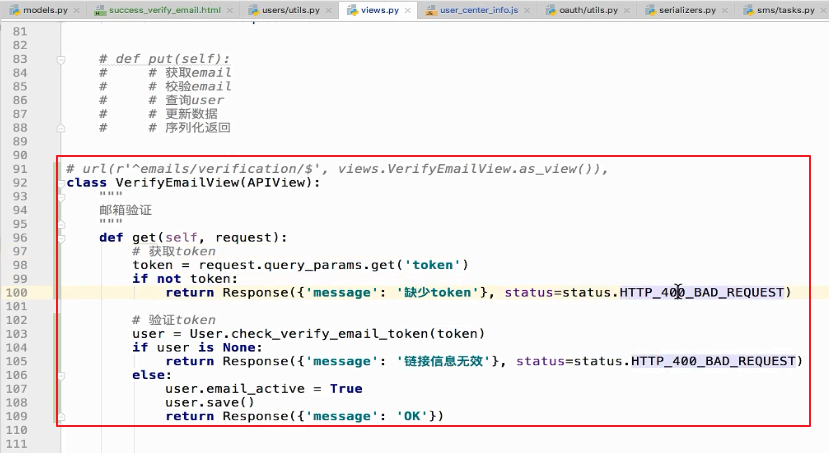 models.py × success_verify_email.html × users/utils.py × views.py × user_center_info.js × oauth/utils.py × serializers.py × sms/tasks.py ×
81
82
83 # def put(self):
84 #     # 获取email
85 #     # 校验email
86 #     # 查询user
87 #     # 更新数据
88 #     # 序列化返回
89
90
91 # url(r'^emails/verification/$', views.VerifyEmailView.as_view()),
92 class VerifyEmailView(APIView):
93     """
94     邮箱验证
95     """
96     def get(self, request):
97         # 获取token
98         token = request.query_params.get('token')
99         if not token:
100             return Response({'message': '缺少token'}, status=status.HTTP_400_BAD_REQUEST)
101
102         # 验证token
103         user = User.check_verify_email_token(token)
104         if user is None:
105             return Response({'message': '链接信息无效'}, status=status.HTTP_400_BAD_REQUEST)
106         else:
107             user.email_active = True
108             user.save()
109             return Response({'message': 'OK'})
110
111